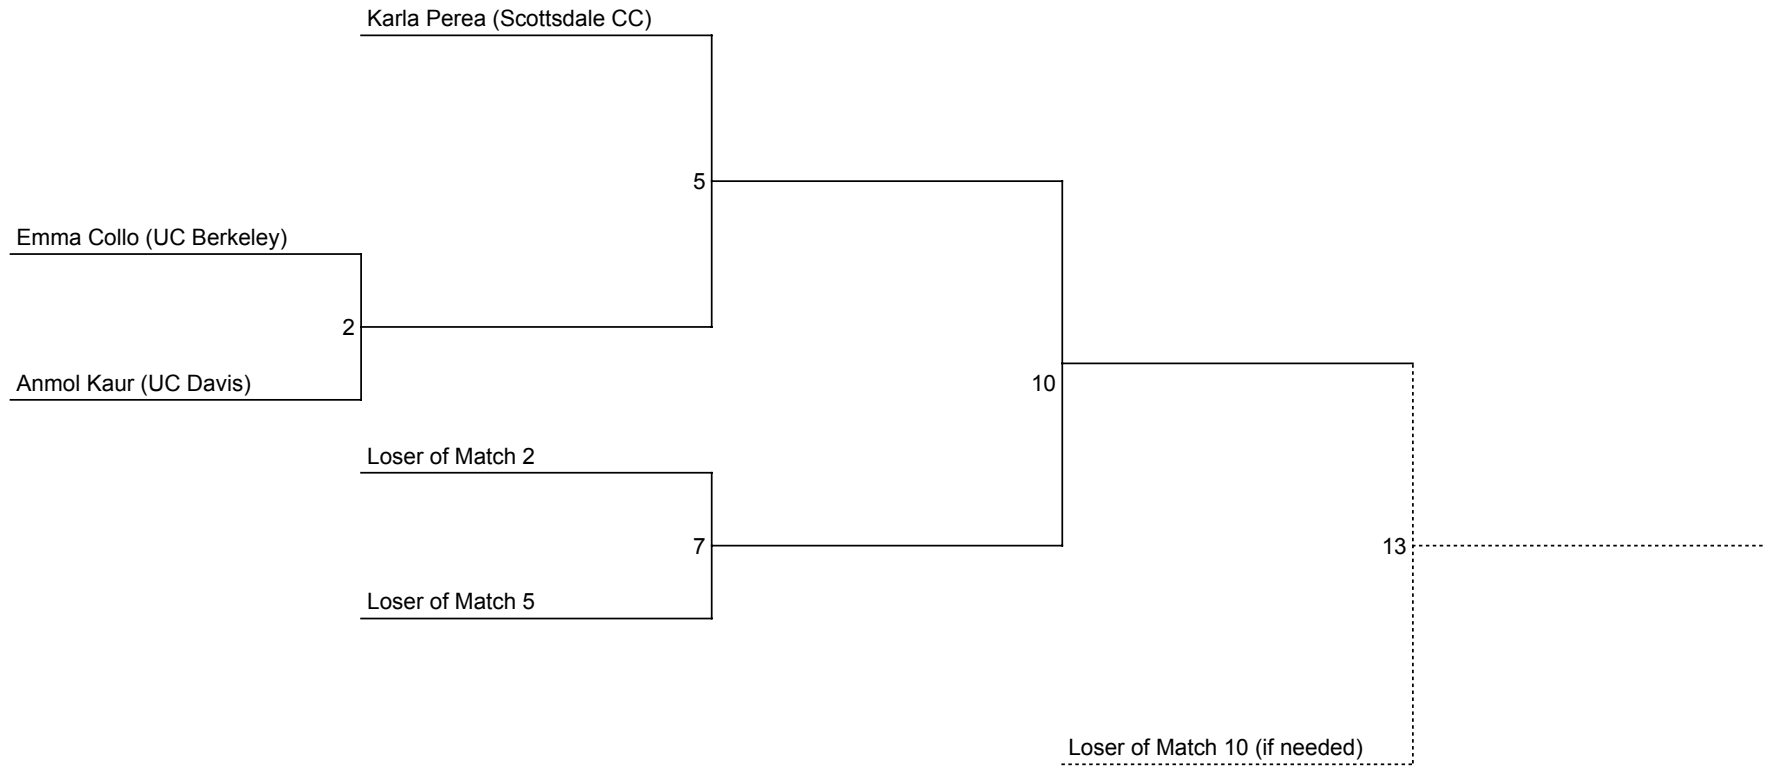 Karla Perea (Scottsdale CC)
5
Emma Collo (UC Berkeley)
2
Anmol Kaur (UC Davis)
10
Loser of Match 2
7
13
Loser of Match 5
Loser of Match 10 (if needed)